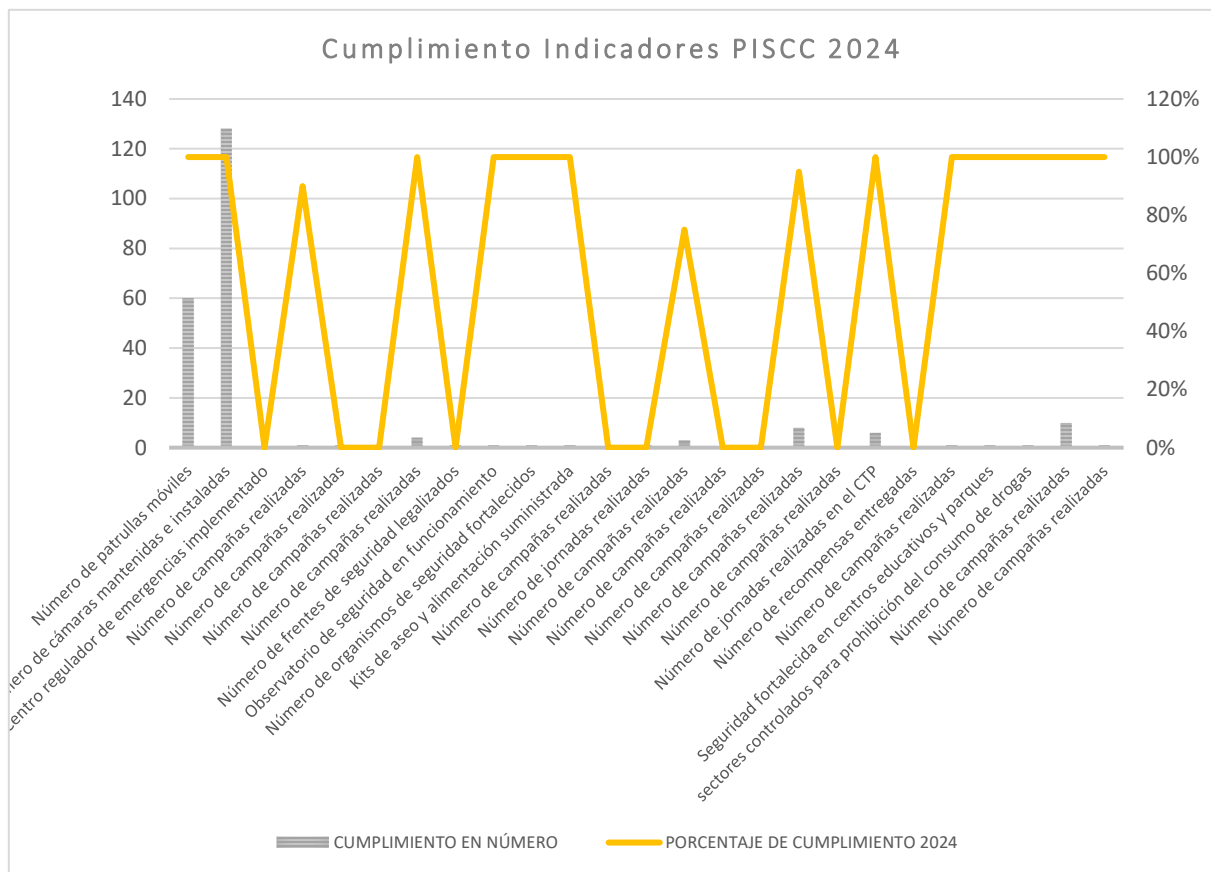 Cumplimiento Indicadores PISCC 2024
140
120
100
80
60
40
20
0
120%
100%
80%
60%
40%
20%
0%
Número de patrullas móviles
mero de cámaras mantenidas e instaladas
entro regulador de emergencias implementado
Número de campañas realizadas
Número de campañas realizadas
Número de campañas realizadas
Número de campañas realizadas
Número de frentes de seguridad legalizados
Observatorio de seguridad en funcionamiento
Número de organismos de seguridad fortalecidos
Kits de aseo y alimentación suministrada
Número de campañas realizadas
Número de jornadas realizadas
Número de campañas realizadas
Número de campañas realizadas
Número de campañas realizadas
Número de campañas realizadas
Número de campañas realizadas
Número de jornadas realizadas en el CTP
Número de recompensas entregadas
Número de campañas realizadas
Seguridad fortalecida en centros educativos y parques
sectores controlados para prohibición del consumo de drogas
Número de campañas realizadas
Número de campañas realizadas
CUMPLIMIENTO EN NÚMERO
PORCENTAJE DE CUMPLIMIENTO 2024